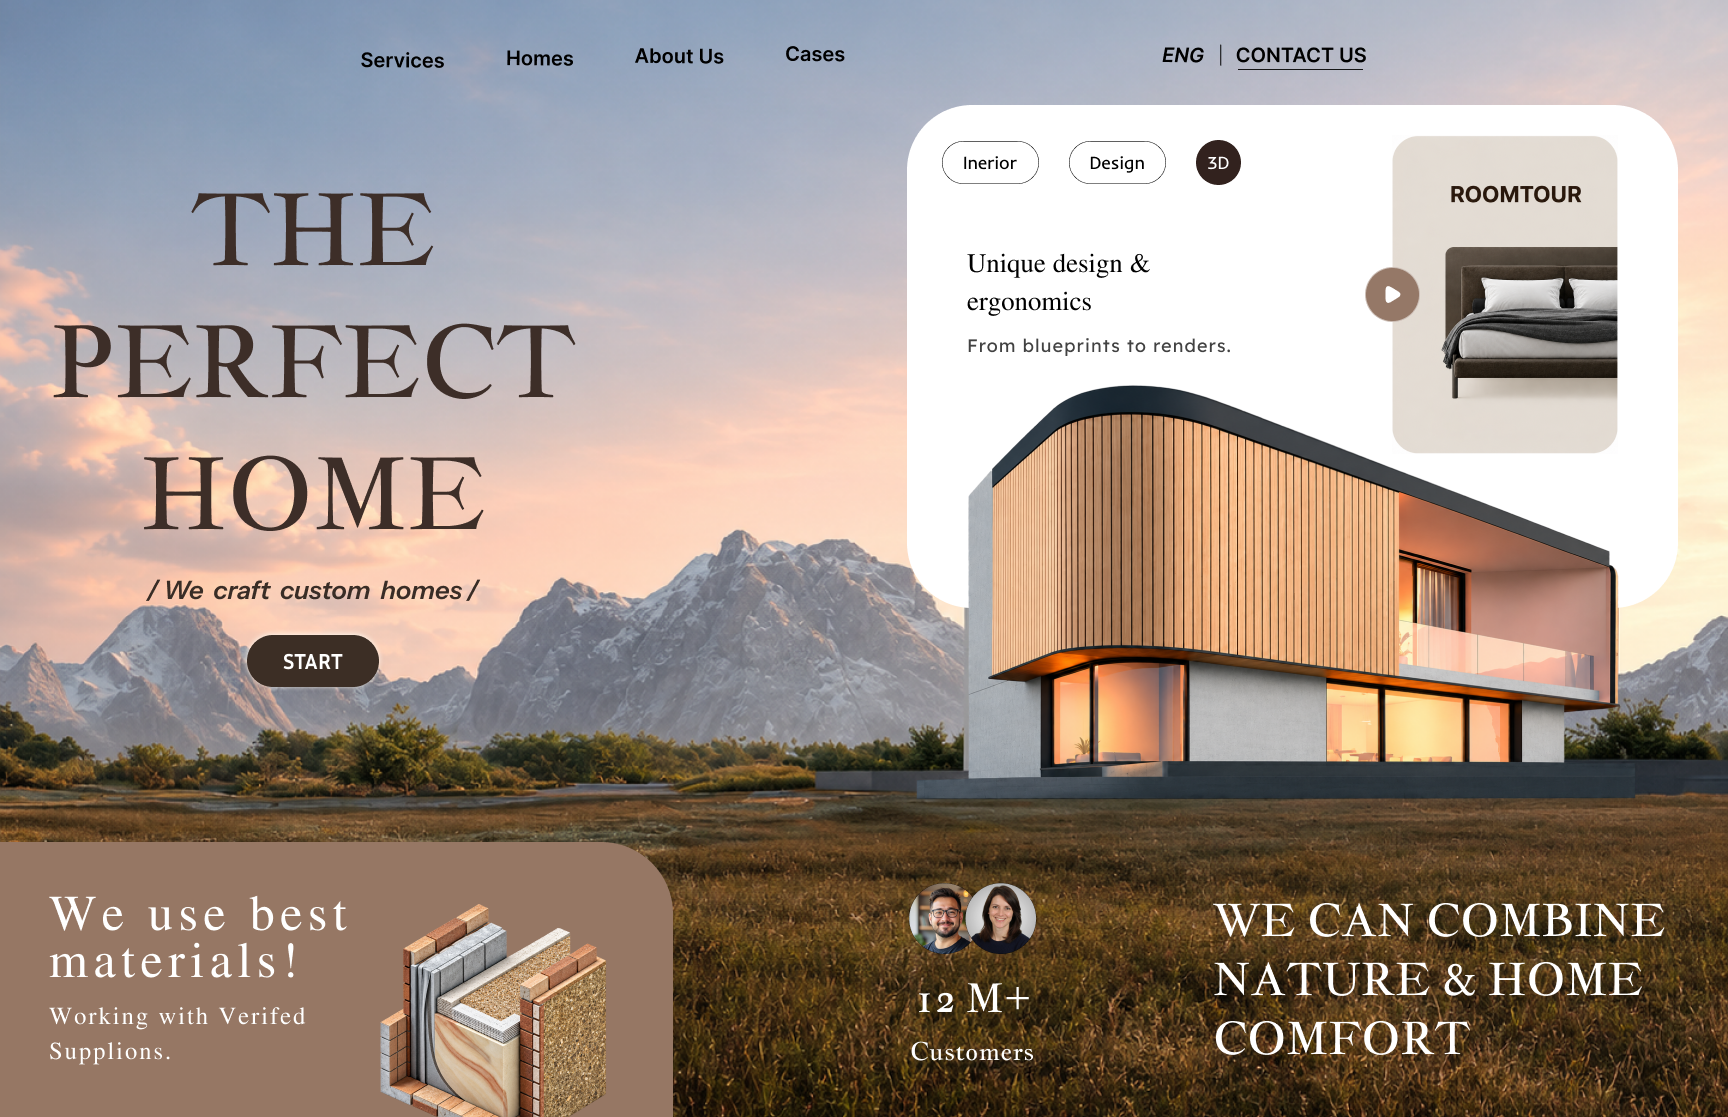 Services Homes About Us Cases ENG | CONTACT US
THE
PERFECT
HOME
/ We craft custom homes /
START
Inerior Design 3D
Unique design &
ergonomics
From blueprints to renders.
ROOMTOUR
We use best
materials!
Working with Verifed
Supplions.
12 M+
Customers
WE CAN COMBINE
NATURE & HOME
COMFORT